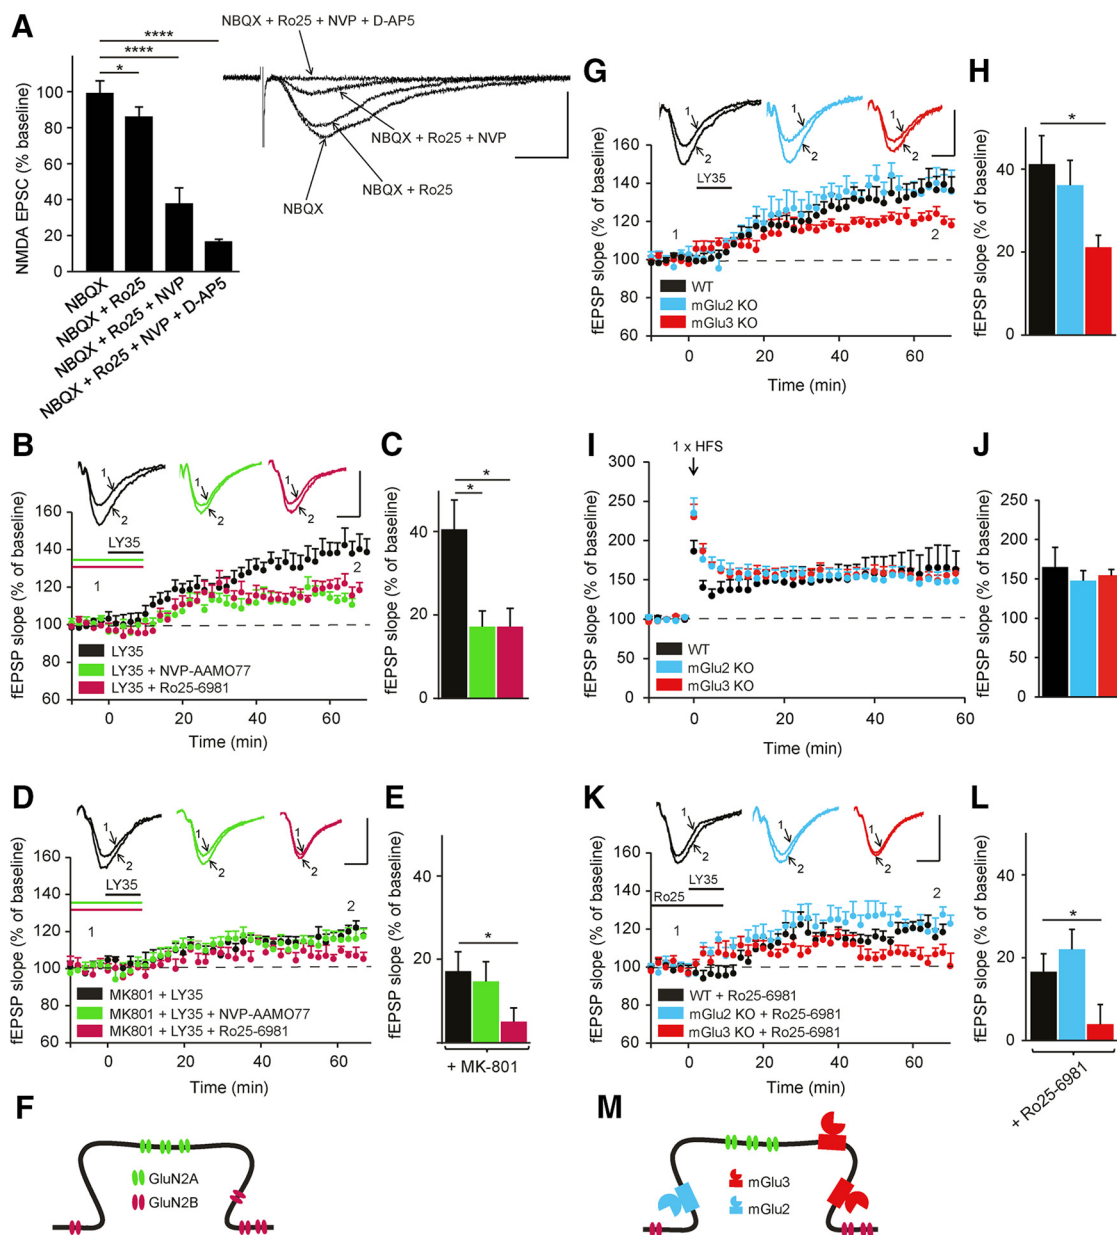 A
****
****
*
NMDA EPSC (% baseline)
100
80
60
40
20
0
NBQX
NBQX + Ro25
NBQX + Ro25 + NVP
NBQX + Ro25 + NVP + D-AP5
NBQX + Ro25 + NVP + D-AP5
NBQX + Ro25 + NVP
NBQX + Ro25
NBQX
B
1
2
LY35
1
2
fEPSP slope (% of baseline)
160
140
120
100
80
60
LY35
LY35 + NVP-AAMO77
LY35 + Ro25-6981
0 20 40 60
Time (min)
C
*
*
fEPSP slope (% of baseline)
40
20
0
D
1
2
1
2
1
2
LY35
1
2
fEPSP slope (% of baseline)
160
140
120
100
80
60
MK801 + LY35
MK801 + LY35 + NVP-AAMO77
MK801 + LY35 + Ro25-6981
0 20 40 60
Time (min)
E
*
fEPSP slope (% of baseline)
40
20
+ MK-801
F
GluN2A
GluN2B
G
1
2
1
2
1
2
LY35
1
2
fEPSP slope (% of baseline)
160
140
120
100
80
60
WT
mGlu2 KO
mGlu3 KO
0 20 40 60
Time (min)
H
*
fEPSP slope (% of baseline)
40
20
0
I
1 x HFS
fEPSP slope (% of baseline)
300
250
200
150
100
50
0
WT
mGlu2 KO
mGlu3 KO
0 20 40 60
Time (min)
J
fEPSP slope (% of baseline)
250
200
150
100
50
0
K
1
2
1
2
1
2
LY35
Ro25
1
2
fEPSP slope (% of baseline)
160
140
120
100
80
60
WT + Ro25-6981
mGlu2 KO + Ro25-6981
mGlu3 KO + Ro25-6981
0 20 40 60
Time (min)
L
*
fEPSP slope (% of baseline)
40
20
0
+ Ro25-6981
M
mGlu3
mGlu2